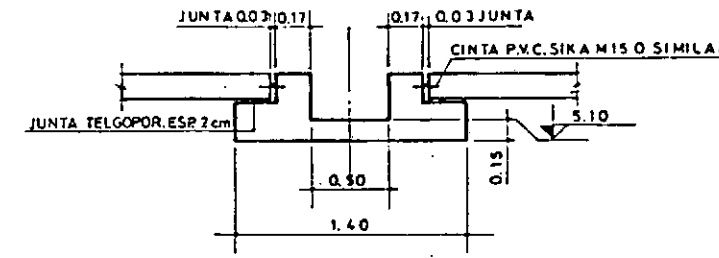 JUNTA 0.03 0.17 0.17 0.03 JUNTA
CINTA P.V.C. SIKA M15 O SIMILA
JUNTA TELGOPOR. ESP. 2cm
5.10
0.15
0.50
1.40